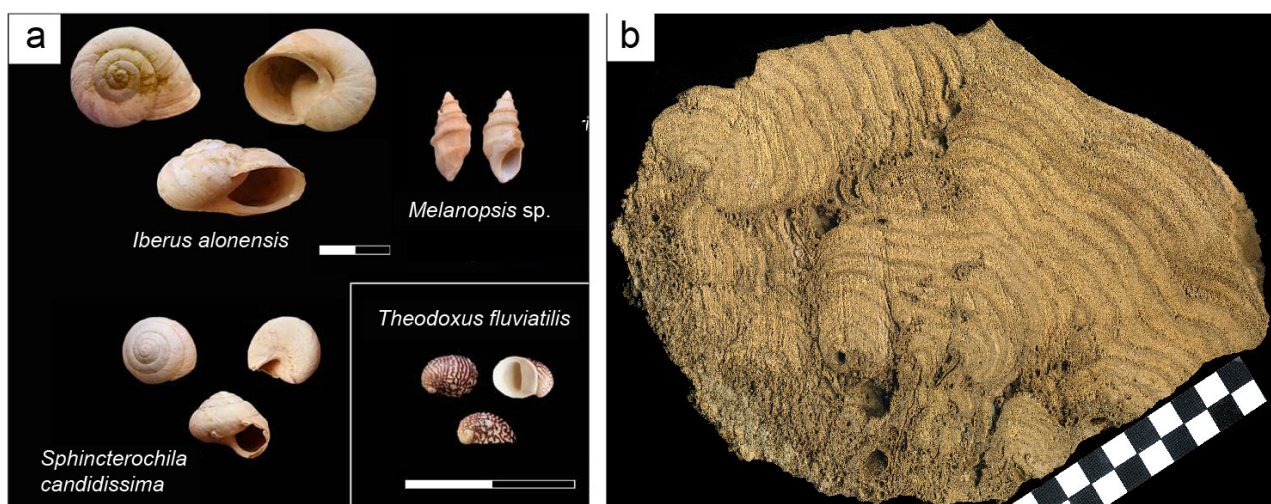 a
b
Iberus alonensis
Melanopsis sp.
Theodoxus fluviatilis
Sphincterochila
candidissima